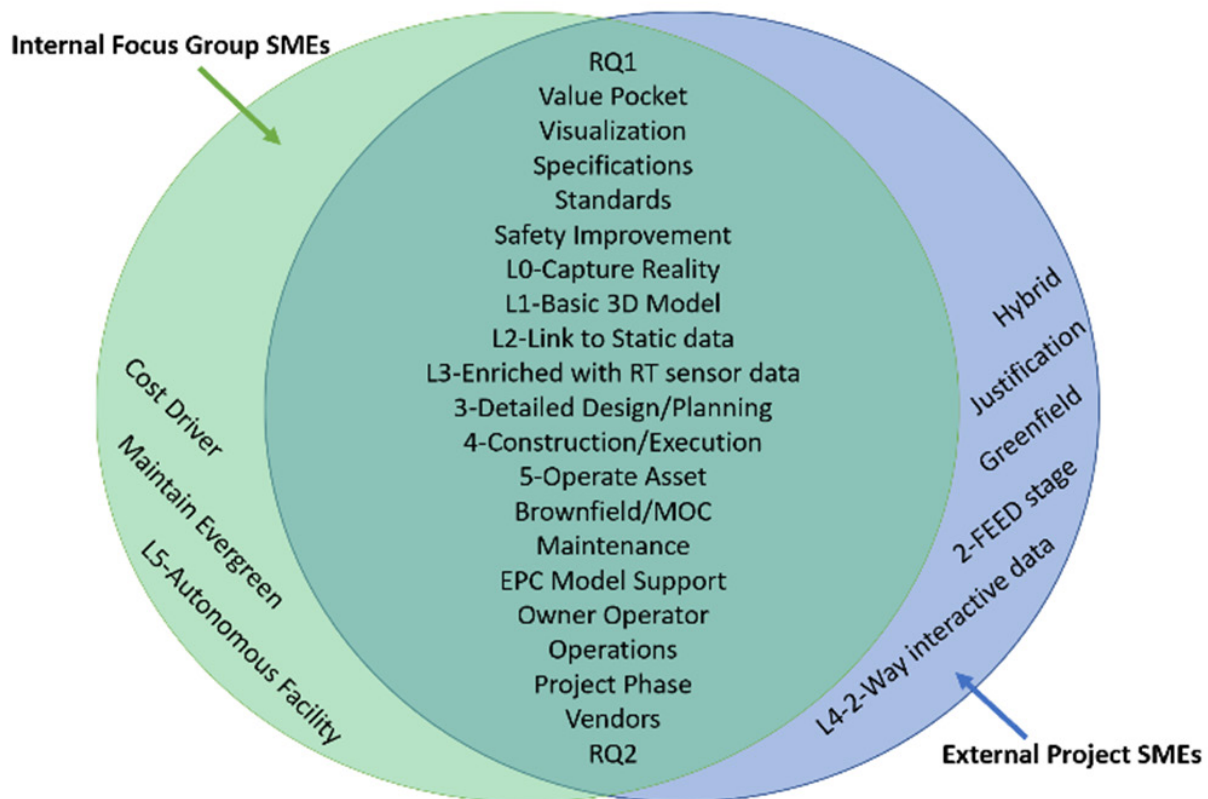 Internal Focus Group SMEs
RQ1
Value Pocket
Visualization
Specifications
Standards
Safety Improvement
L0-Capture Reality
L1-Basic 3D Model
L2-Link to Static data
L3-Enriched with RT sensor data
3-Detailed Design/Planning
4-Construction/Execution
5-Operate Asset
Brownfield/MOC
Maintenance
EPC Model Support
Owner Operator
Operations
Project Phase
Vendors
RQ2
Cost Driver
Maintain Evergreen
L5-Autonomous Facility
Hybrid
Justification
Greenfield
2-FEED stage
L4-2-Way interactive data
External Project SMEs